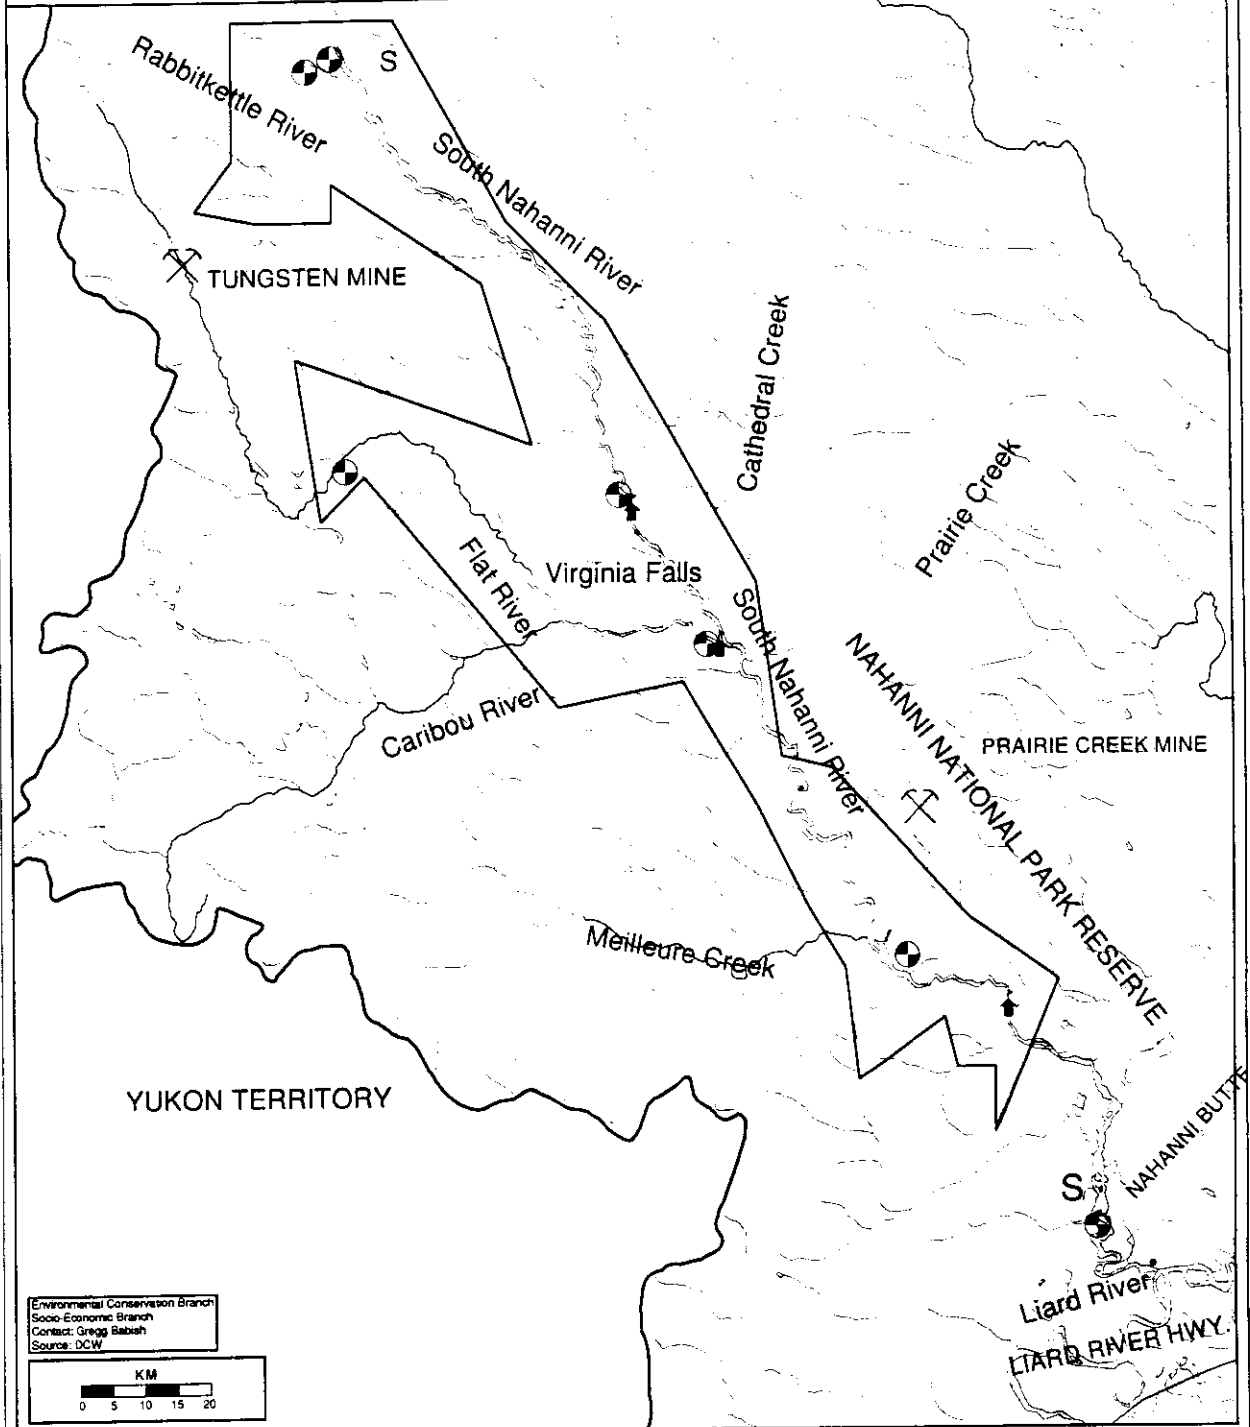 Rabbitkettle River
S
South Nahanni River
TUNGSTEN MINE
Cathedral Creek
Prairie Creek
Flat River
Virginia Falls
South Nahanni River
NAHANNI NATIONAL PARK RESERVE
Caribou River
PRAIRIE CREEK MINE
Meilleure Creek
YUKON TERRITORY
NAHANNI BUTTE
S
Liard River
LIARD RIVER HWY.
Environmental Conservation Branch
Socio-Economic Branch
Contact: Gregg Babish
Source: DCW
KM
0 5 10 15 20